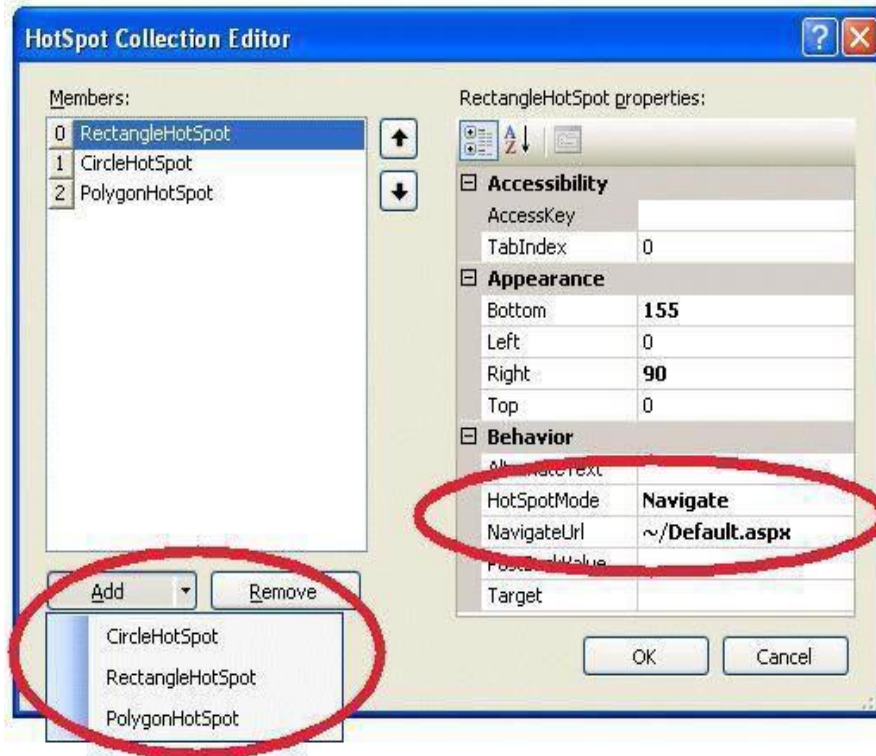 HotSpot Collection Editor
Members:
0 RectangleHotSpot
1 CircleHotSpot
2 PolygonHotSpot
Add
Remove
CircleHotSpot
RectangleHotSpot
PolygonHotSpot
RectangleHotSpot properties:
Accessibility
AccessKey
TabIndex 0
Appearance
Bottom 155
Left 0
Right 90
Top 0
Behavior
AlternateText
HotSpotMode Navigate
NavigateUrl ~/Default.aspx
PostBackValue
Target
OK
Cancel